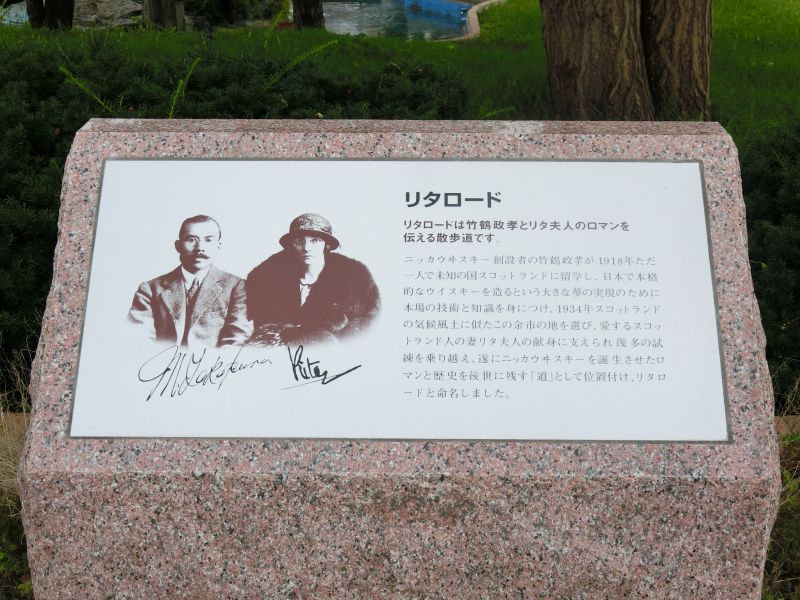 リタロード
リタロードは竹鶴政孝とリタ夫人のロマンを
伝える散歩道です。
ニッカウヰスキー創設者の竹鶴政孝が1918年ただ
一人で未知の国スコットランドに留学し、日本で本格
的なウイスキーを造るという大きな夢の実現のために
本場の技術と知識を身につけ、1934年スコットランド
の気候風土に似たこの余市の地を選び、愛するスコッ
トランド人の妻リタ夫人の献身に支えられ幾多の試
練を乗り越え、遂にニッカウヰスキーを誕生させたロ
マンと歴史を後世に残す「道」として位置付け、リタロ
ードと命名しました。
M. Taketsuru
Rita